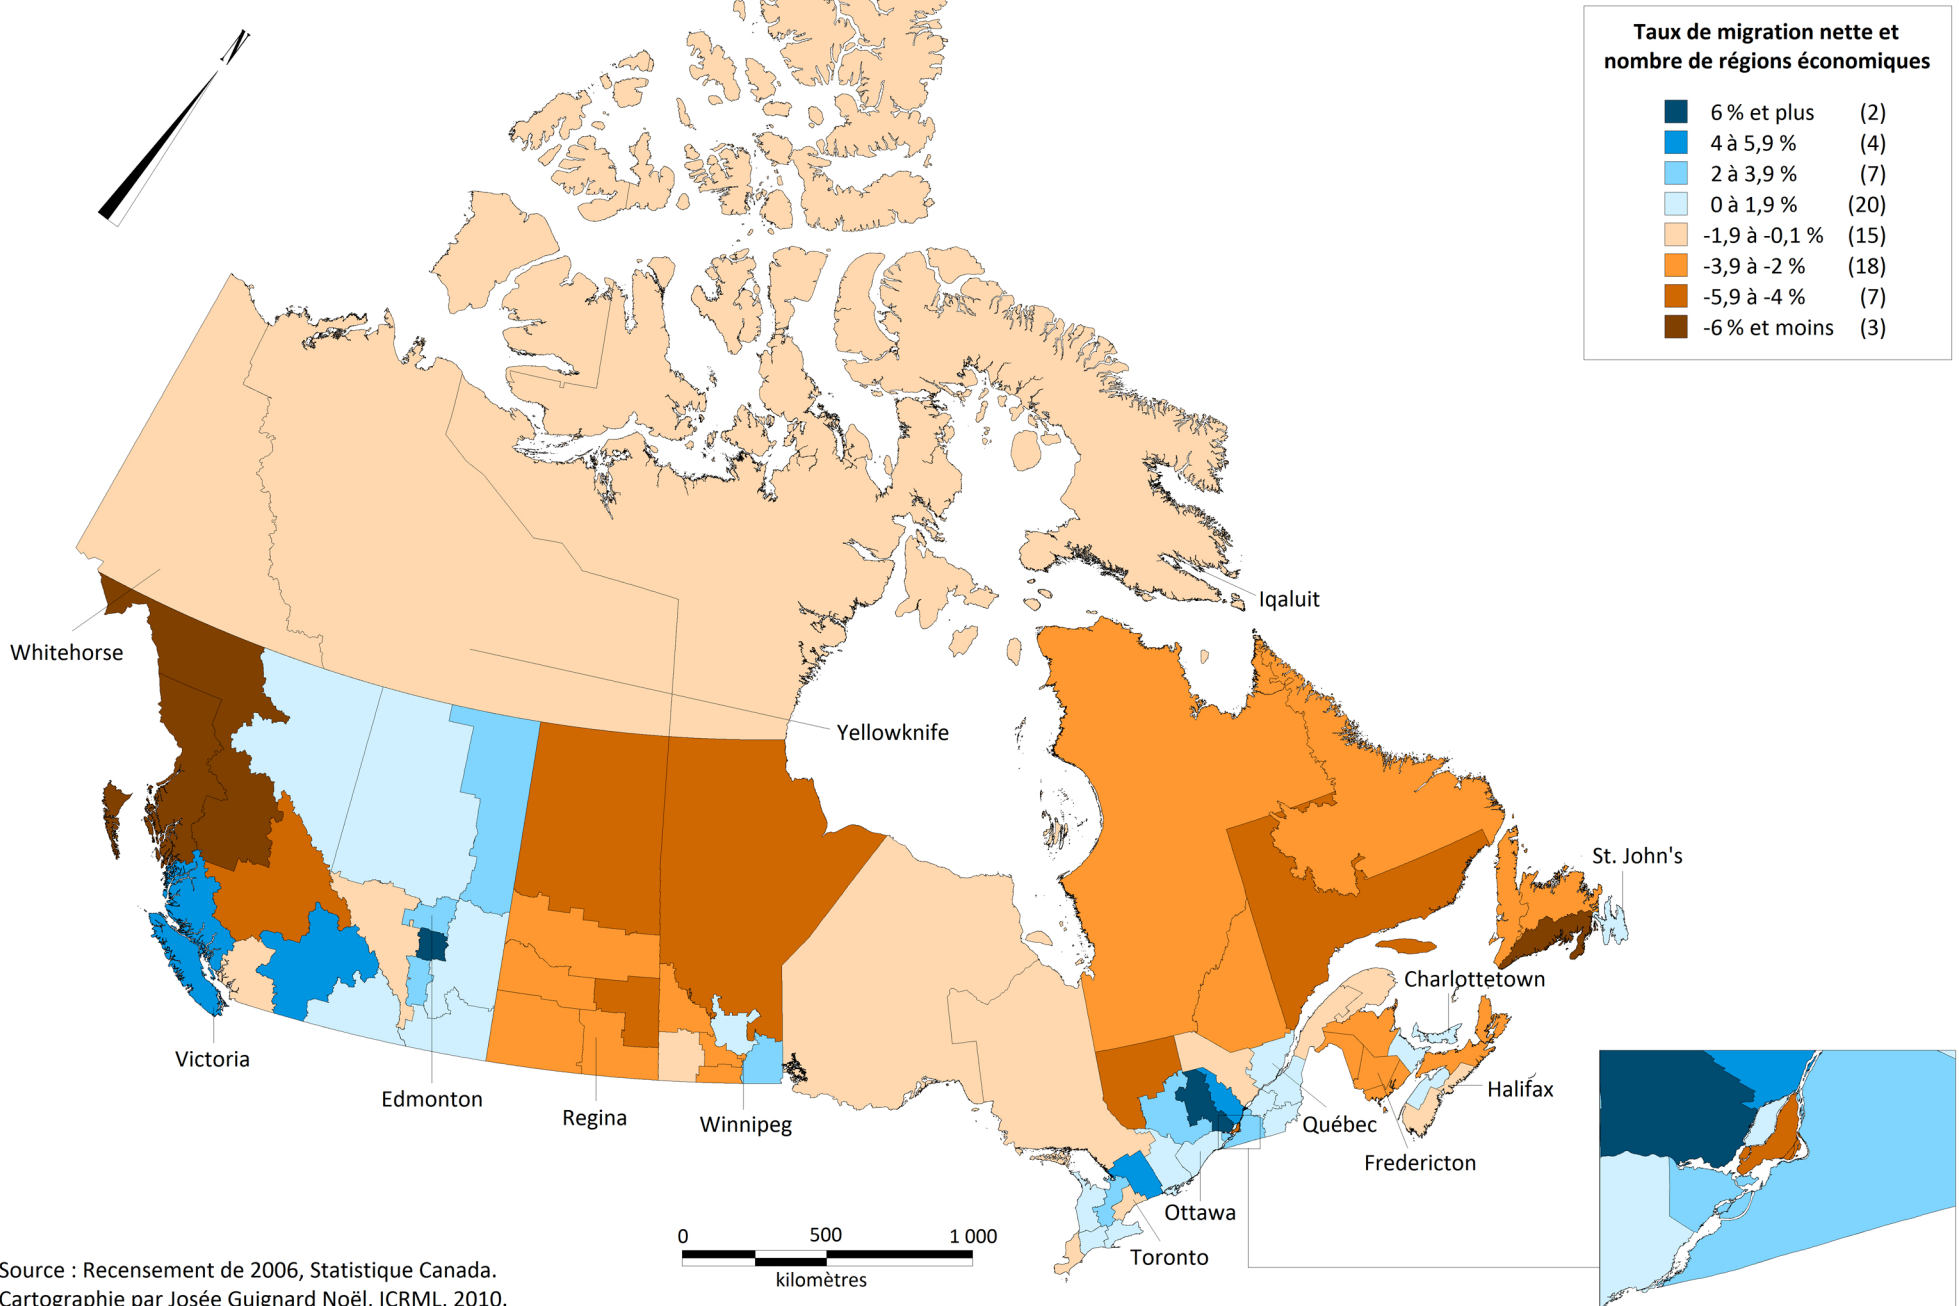 Taux de migration nette et
nombre de régions économiques
6 % et plus (2)
4 à 5,9 % (4)
2 à 3,9 % (7)
0 à 1,9 % (20)
-1,9 à -0,1 % (15)
-3,9 à -2 % (18)
-5,9 à -4 % (7)
-6 % et moins (3)
Iqaluit
Whitehorse
Yellowknife
St. John's
Charlottetown
Victoria
Edmonton
Regina
Winnipeg
Halifax
Québec
Fredericton
Ottawa
Toronto
0 500 1 000
kilomètres
Source : Recensement de 2006, Statistique Canada.
Cartographie par Josée Guignard Noël, ICRML, 2010.